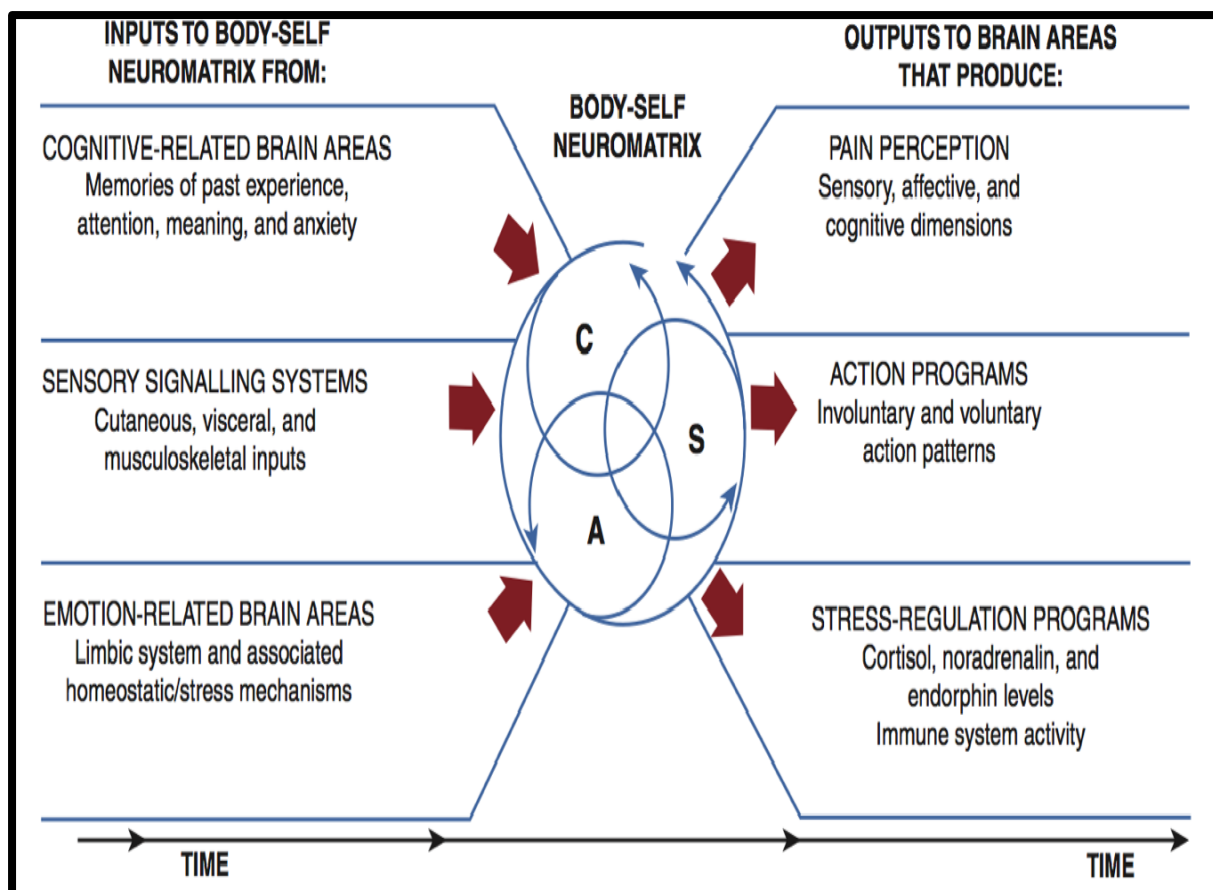 INPUTS TO BODY-SELF
NEUROMATRIX FROM:
COGNITIVE-RELATED BRAIN AREAS
Memories of past experience,
attention, meaning, and anxiety
SENSORY SIGNALLING SYSTEMS
Cutaneous, visceral, and
musculoskeletal inputs
EMOTION-RELATED BRAIN AREAS
Limbic system and associated
homeostatic/stress mechanisms
BODY-SELF
NEUROMATRIX
C
S
A
OUTPUTS TO BRAIN AREAS
THAT PRODUCE:
PAIN PERCEPTION
Sensory, affective, and
cognitive dimensions
ACTION PROGRAMS
Involuntary and voluntary
action patterns
STRESS-REGULATION PROGRAMS
Cortisol, noradrenalin, and
endorphin levels
Immune system activity
TIME
TIME